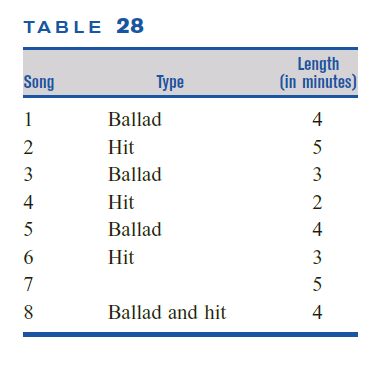 TABLE 28
Song Type Length (in minutes)
1 Ballad 4
2 Hit 5
3 Ballad 3
4 Hit 2
5 Ballad 4
6 Hit 3
7 5
8 Ballad and hit 4